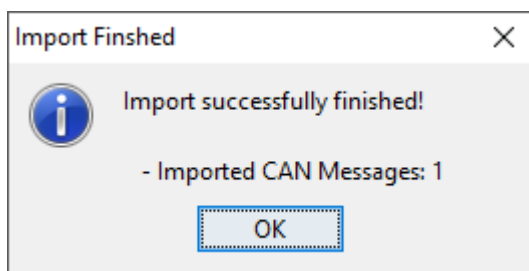 Import Finshed
Import successfully finished!
- Imported CAN Messages: 1
OK